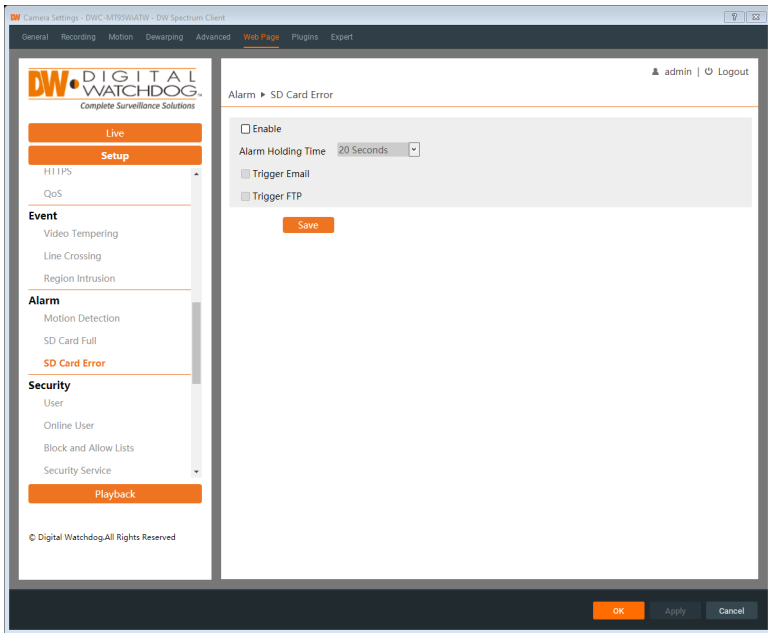 DW Camera Settings - DWC-MT95WiATW - DW Spectrum Client
General Recording Motion Dewarping Advanced Web Page Plugins Expert
DW DIGITAL WATCHDOG
Complete Surveillance Solutions
admin | Logout
Alarm ▸ SD Card Error
Live
Setup
HTTPS
QoS
Event
Video Tempering
Line Crossing
Region Intrusion
Alarm
Motion Detection
SD Card Full
SD Card Error
Security
User
Online User
Block and Allow Lists
Security Service
Playback
© Digital Watchdog.All Rights Reserved
Enable
Alarm Holding Time 20 Seconds
Trigger Email
Trigger FTP
Save
OK Apply Cancel